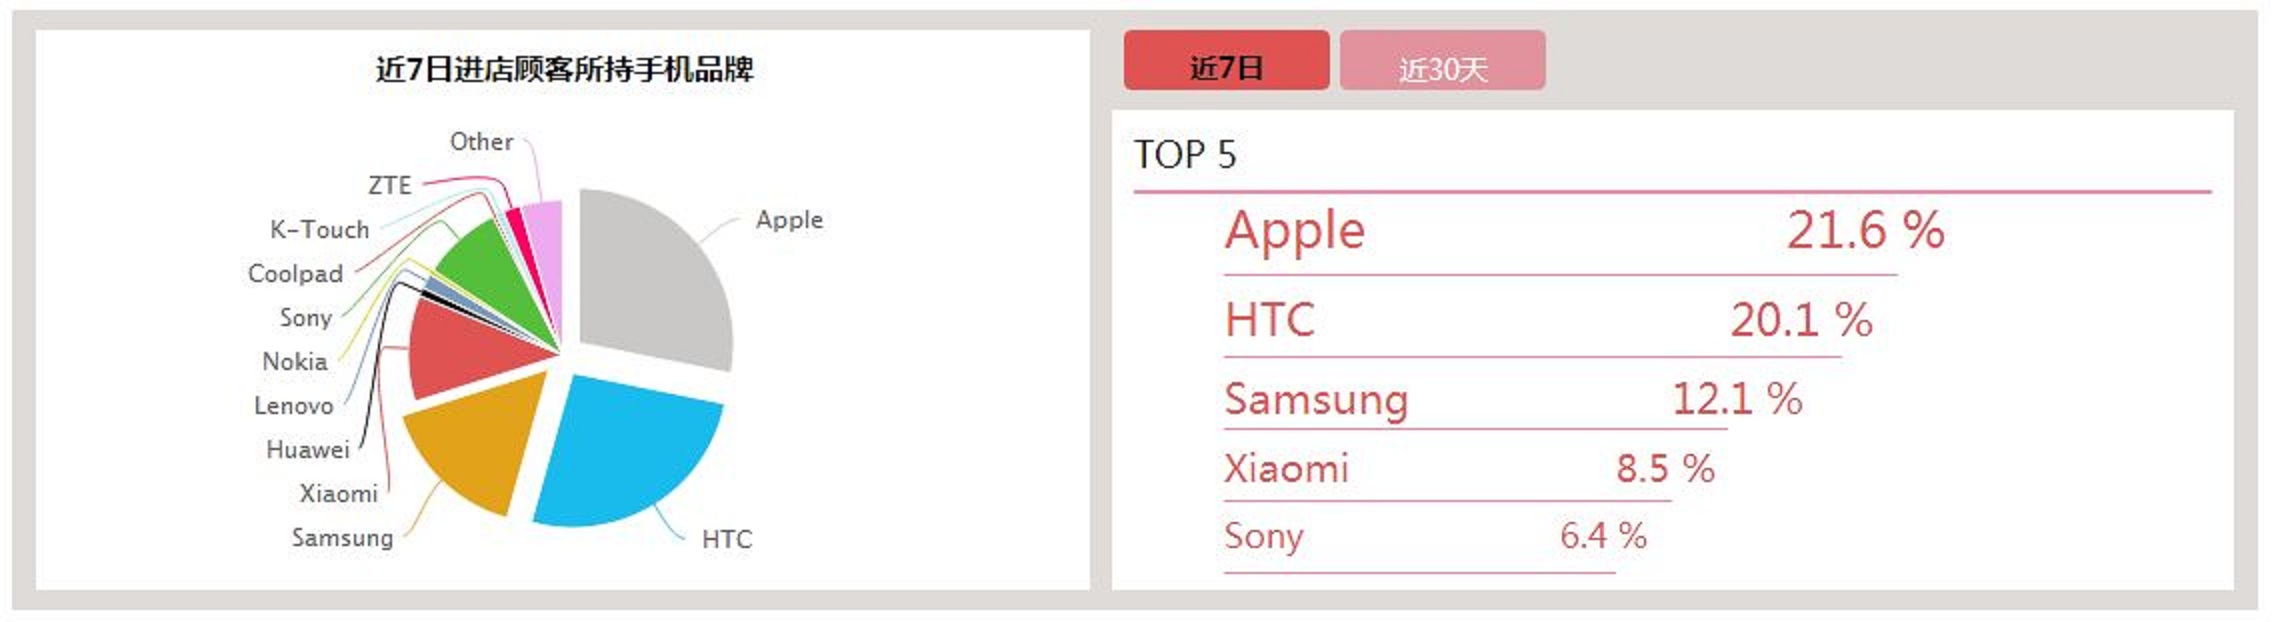 近7日进店顾客所持手机品牌
Other
ZTE
K-Touch
Coolpad
Sony
Nokia
Lenovo
Huawei
Xiaomi
Samsung
Apple
HTC
近7日
近30天
TOP 5
Apple 21.6 %
HTC 20.1 %
Samsung 12.1 %
Xiaomi 8.5 %
Sony 6.4 %